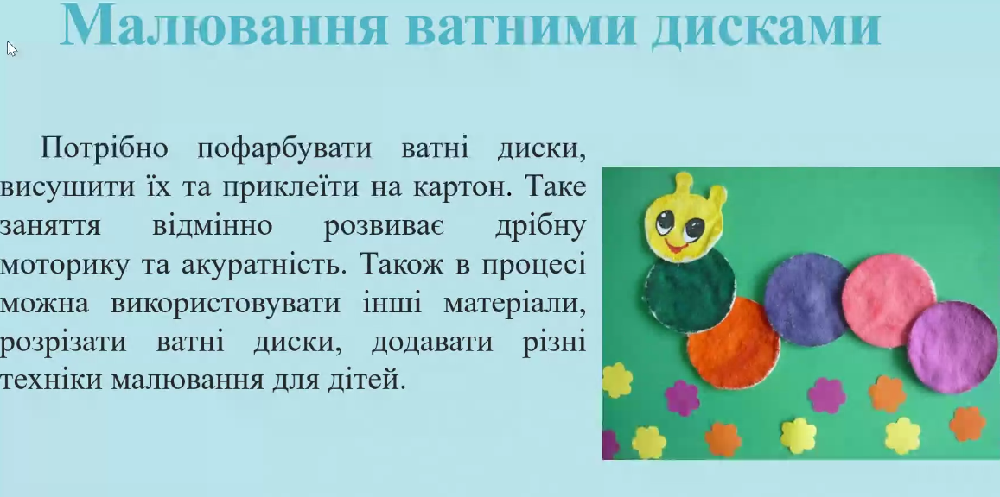 Малювання ватними дисками
Потрібно пофарбувати ватні диски,
висушити їх та приклеїти на картон. Таке
заняття відмінно розвиває дрібну
моторику та акуратність. Також в процесі
можна використовувати інші матеріали,
розрізати ватні диски, додавати різні
техніки малювання для дітей.